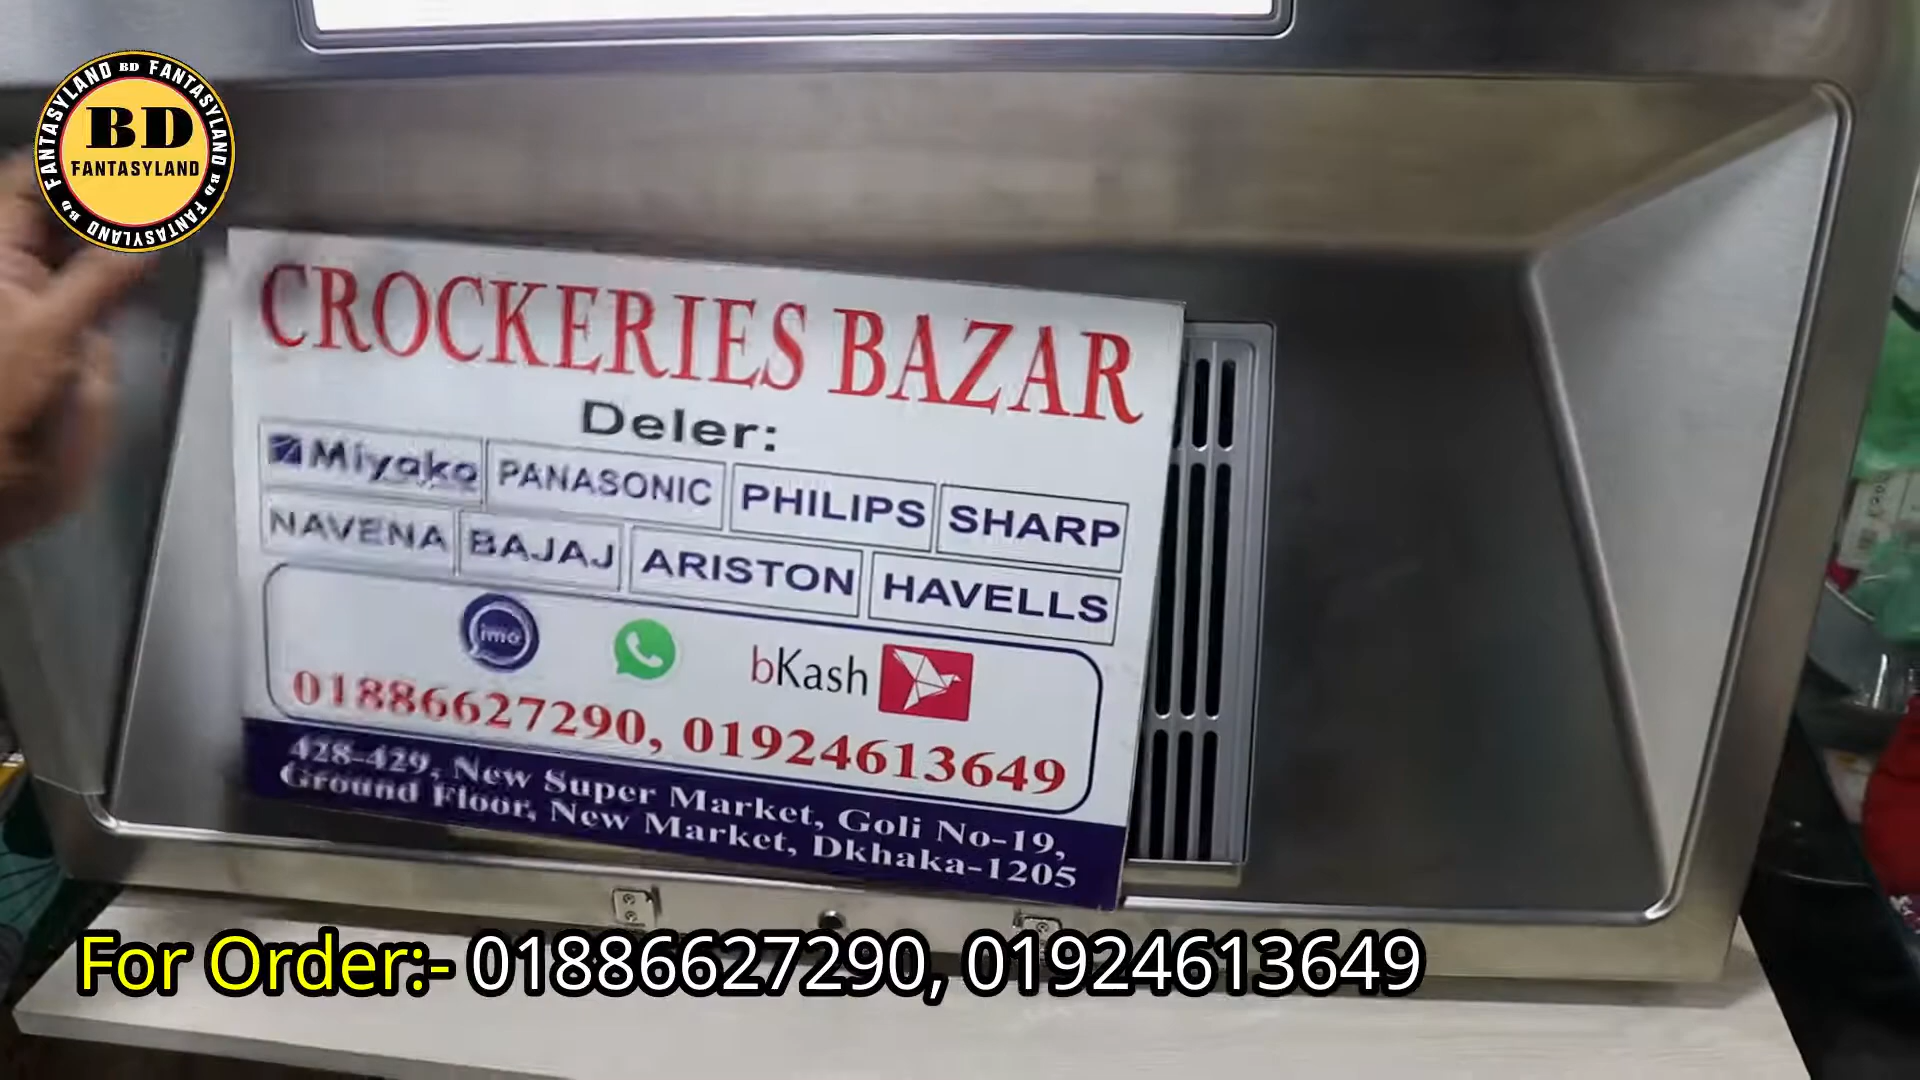 BD FANTASYLAND BD FANTASYLAND BD FANTASYLAND
BD
FANTASYLAND
CROCKERIES BAZAR
Deler:
Miyako PANASONIC PHILIPS SHARP
NAVENA BAJAJ ARISTON HAVELLS
imo bKash
01886627290, 01924613649
428-429, New Super Market, Goli No-19,
Ground Floor, New Market, Dkhaka-1205
For Order:- 01886627290, 01924613649